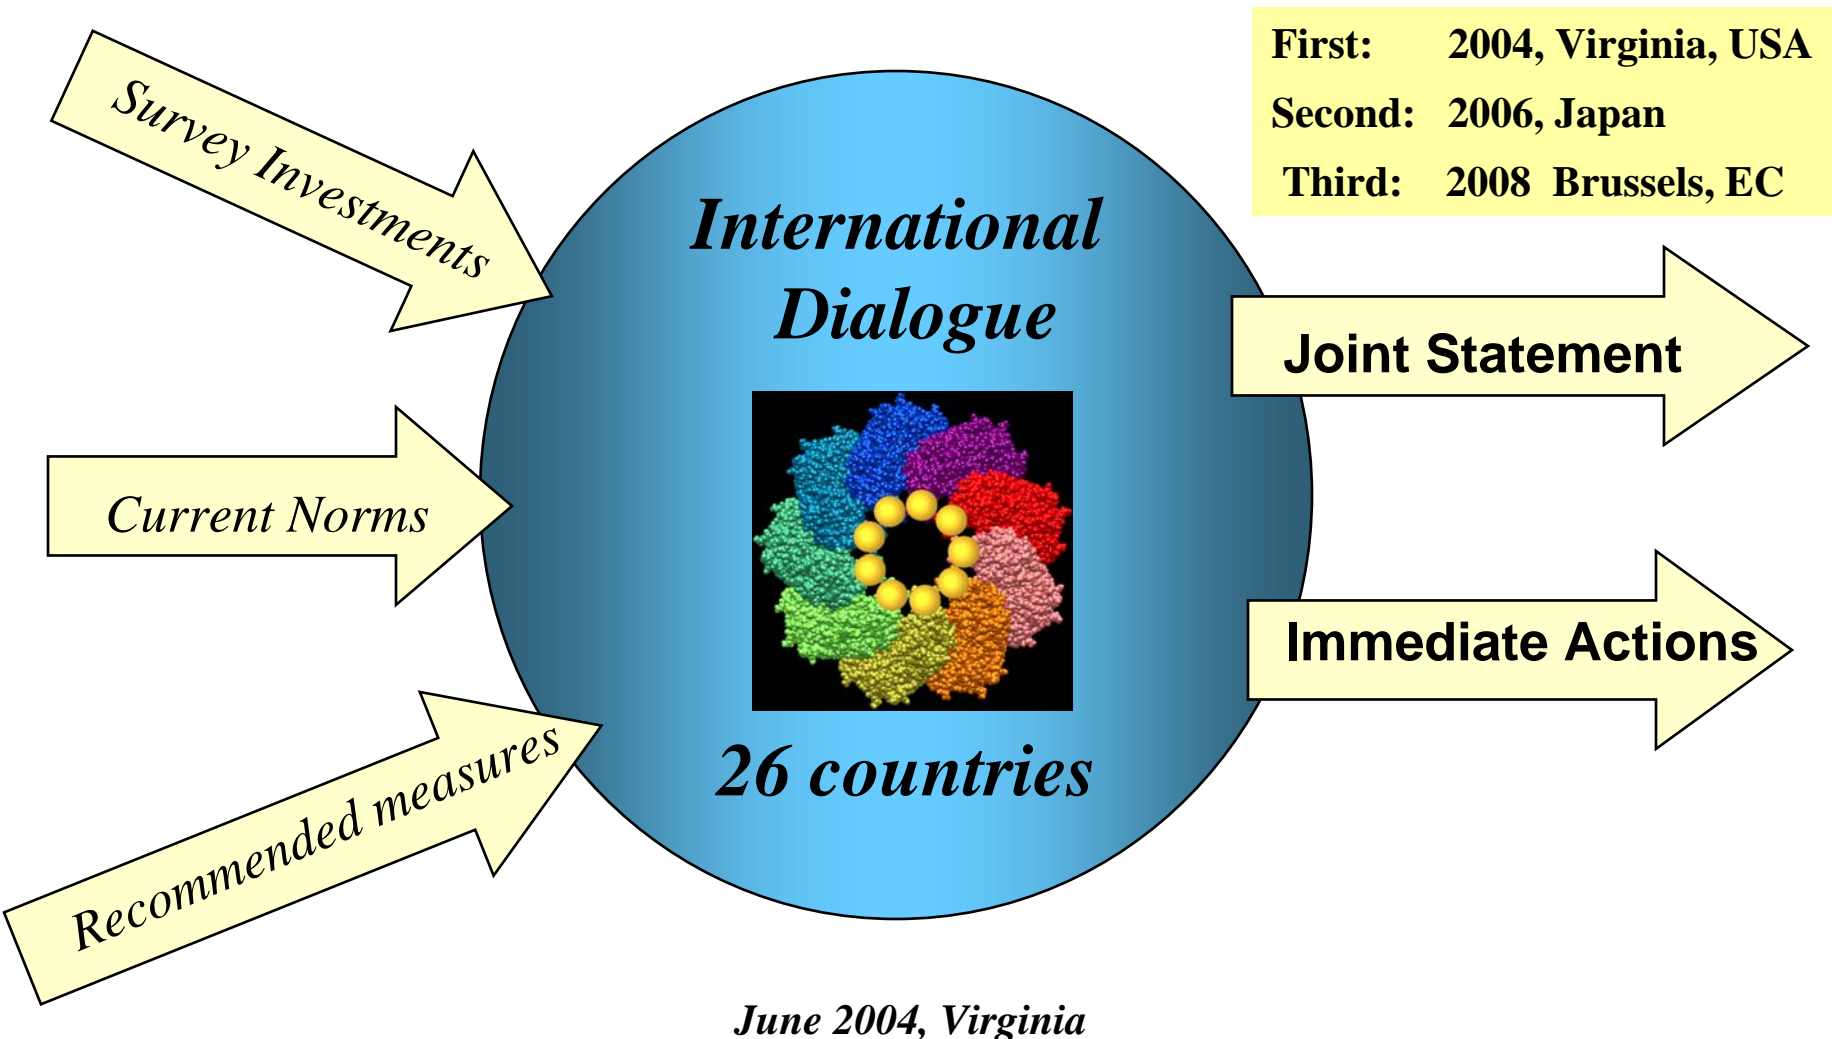 First: 2004, Virginia, USA
Second: 2006, Japan
Third: 2008 Brussels, EC
Survey Investments
Current Norms
Recommended measures
International
Dialogue
26 countries
Joint Statement
Immediate Actions
June 2004, Virginia